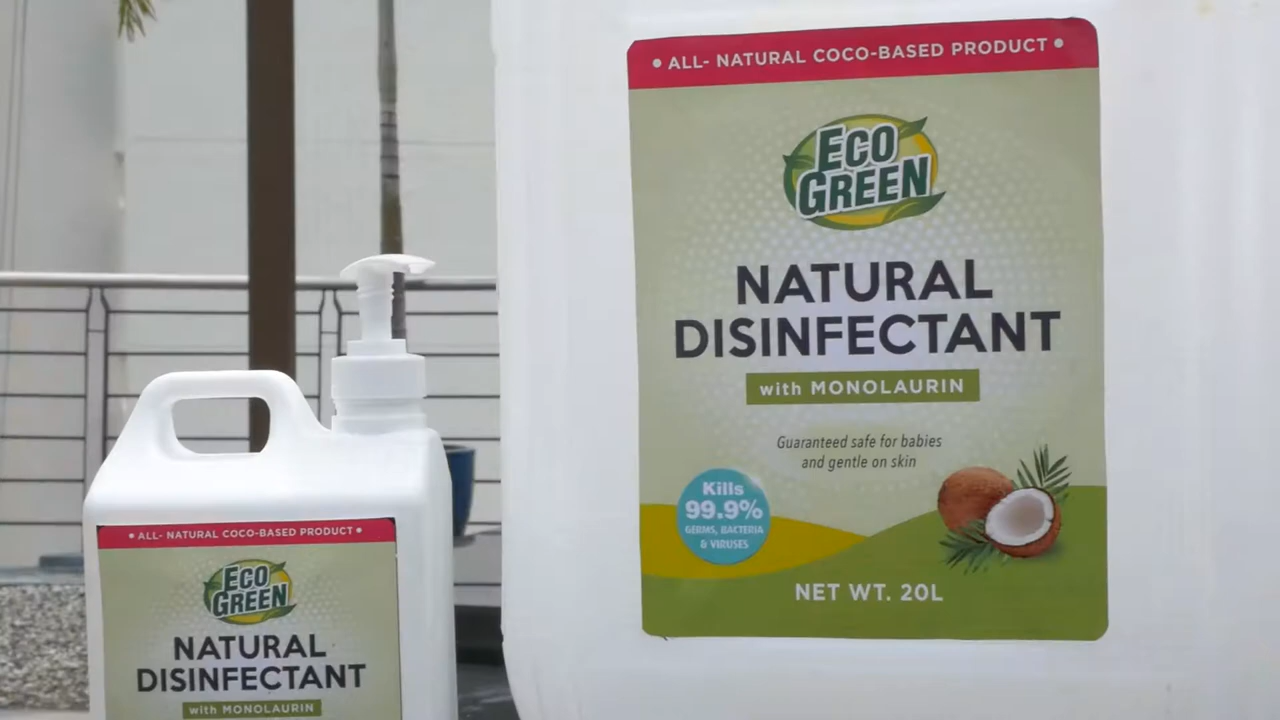 • ALL- NATURAL COCO-BASED PRODUCT •
ECO
GREEN
NATURAL
DISINFECTANT
with MONOLAURIN
Guaranteed safe for babies
and gentle on skin
Kills
99.9%
GERMS, BACTERIA
& VIRUSES
NET WT. 20L
• ALL- NATURAL COCO-BASED PRODUCT •
ECO
GREEN
NATURAL
DISINFECTANT
with MONOLAURIN